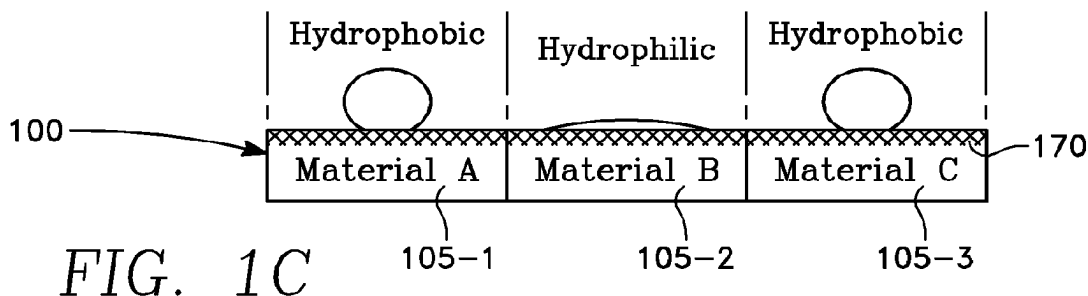 Hydrophobic Hydrophilic Hydrophobic
100
170
Material A Material B Material C
105-1 105-2 105-3
FIG. 1C